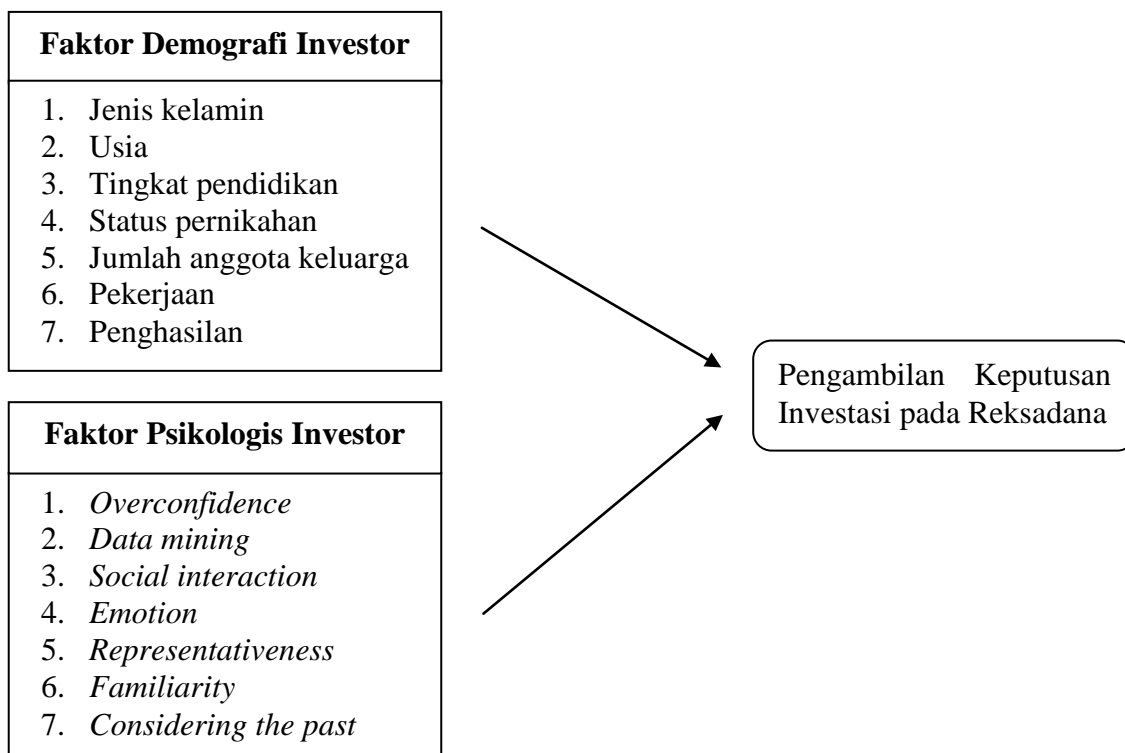 Faktor Demografi Investor
1. Jenis kelamin
2. Usia
3. Tingkat pendidikan
4. Status pernikahan
5. Jumlah anggota keluarga
6. Pekerjaan
7. Penghasilan
Pengambilan Keputusan
Investasi pada Reksadana
Faktor Psikologis Investor
1. Overconfidence
2. Data mining
3. Social interaction
4. Emotion
5. Representativeness
6. Familiarity
7. Considering the past